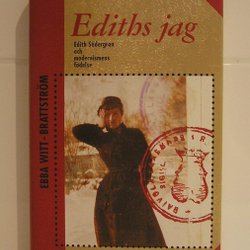 Ediths jag
Edith Södergran
och
modernismens
födelse
EBBA WITT-BRATTSTRÖM